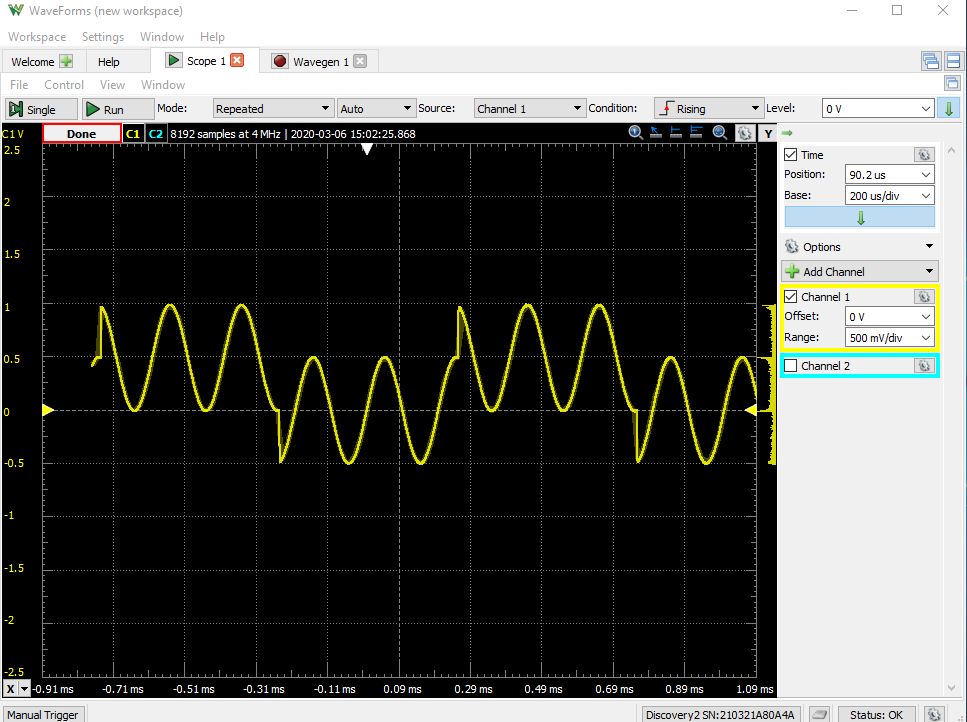 WaveForms (new workspace)
Workspace Settings Window Help
Welcome Help Scope 1 Wavegen 1
File Control View Window
Single Run Mode: Repeated Auto Source: Channel 1 Condition: Rising Level: 0 V
C1 V Done C1 C2 8192 samples at 4 MHz | 2020-03-06 15:02:25.868 Y
2.5
2
1.5
1
0.5
0
-0.5
-1
-1.5
-2
-2.5
X -0.91 ms -0.71 ms -0.51 ms -0.31 ms -0.11 ms 0.09 ms 0.29 ms 0.49 ms 0.69 ms 0.89 ms 1.09 ms
Time
Position: 90.2 us
Base: 200 us/div
Options
Add Channel
Channel 1
Offset: 0 V
Range: 500 mV/div
Channel 2
Manual Trigger Discovery2 SN:210321A80A4A Status: OK